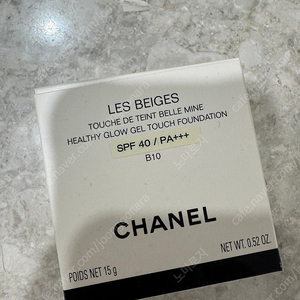 LES BEIGES
TOUCHE DE TEINT BELLE MINE
HEALTHY GLOW GEL TOUCH FOUNDATION
SPF 40 / PA+++
B10
CHANEL
POIDS NET 15 g
NET WT. 0.52 OZ.